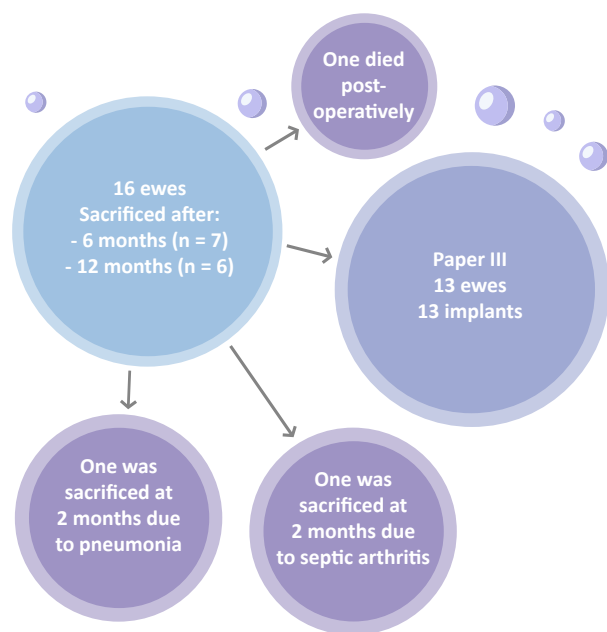 One died
post-
operatively
16 ewes
Sacrificed after:
- 6 months (n = 7)
- 12 months (n = 6)
Paper III
13 ewes
13 implants
One was
sacrificed at
2 months due
to pneumonia
One was
sacrificed at
2 months due
to septic arthritis